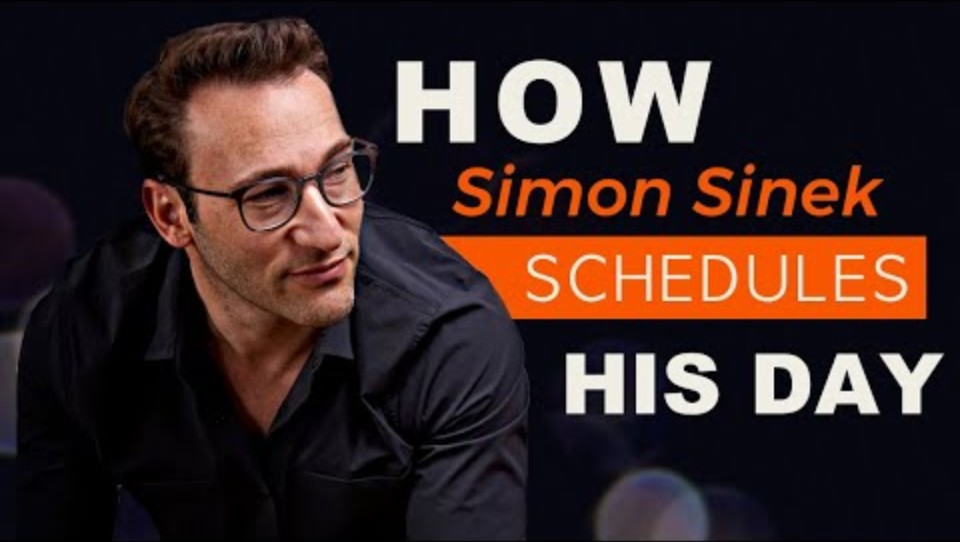 HOW
Simon Sinek
SCHEDULES
HIS DAY